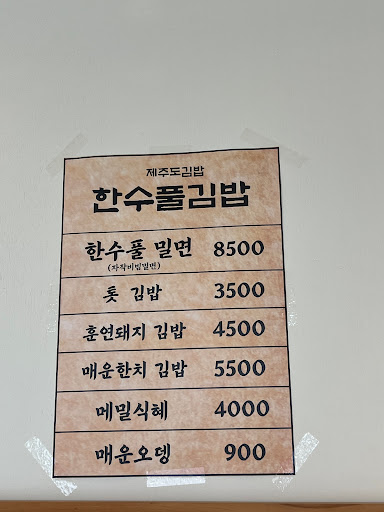 제주도김밥
한수풀김밥
한수풀 밀면 8500
(자작비빔밀면)
톳 김밥 3500
훈연돼지 김밥 4500
매운한치 김밥 5500
메밀식혜 4000
매운오뎅 900